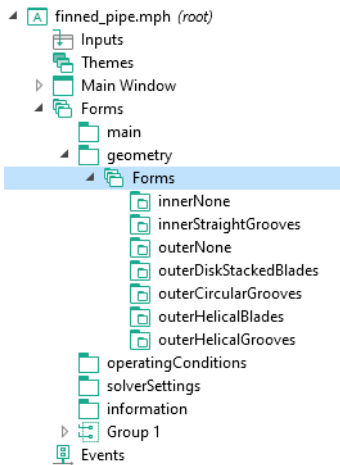 finned_pipe.mph (root)
Inputs
Themes
Main Window
Forms
main
geometry
Forms
innerNone
innerStraightGrooves
outerNone
outerDiskStackedBlades
outerCircularGrooves
outerHelicalBlades
outerHelicalGrooves
operatingConditions
solverSettings
information
Group 1
Events